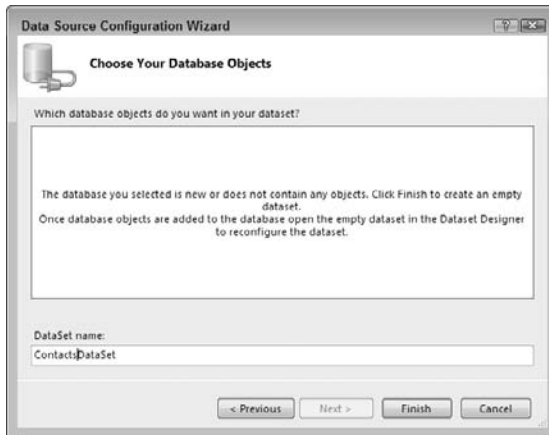 Data Source Configuration Wizard
Choose Your Database Objects
Which database objects do you want in your dataset?
The database you selected is new or does not contain any objects. Click Finish to create an empty
dataset.
Once database objects are added to the database open the empty dataset in the Dataset Designer
to reconfigure the dataset.
DataSet name:
ContactsDataSet
< Previous
Next >
Finish
Cancel